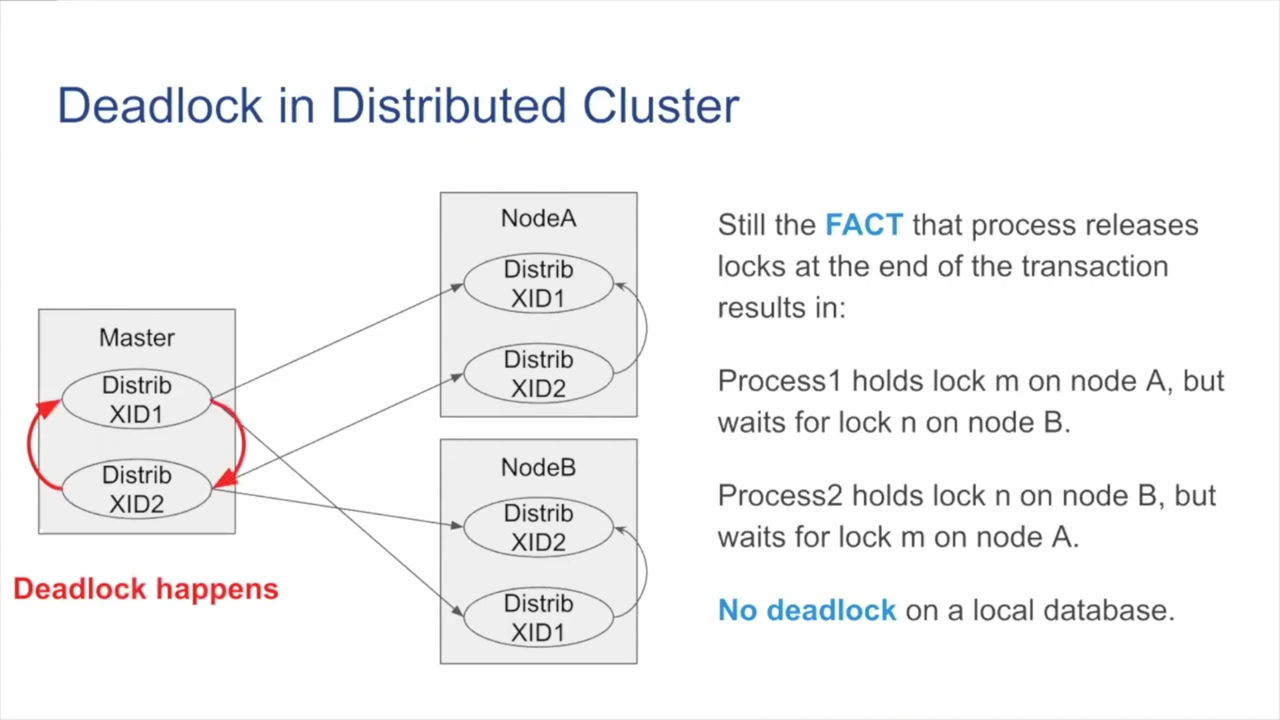 Deadlock in Distributed Cluster
NodeA
Distrib
XID1
Distrib
XID2
Master
Distrib
XID1
Distrib
XID2
Deadlock happens
NodeB
Distrib
XID2
Distrib
XID1
Still the FACT that process releases
locks at the end of the transaction
results in:
Process1 holds lock m on node A, but
waits for lock n on node B.
Process2 holds lock n on node B, but
waits for lock m on node A.
No deadlock on a local database.